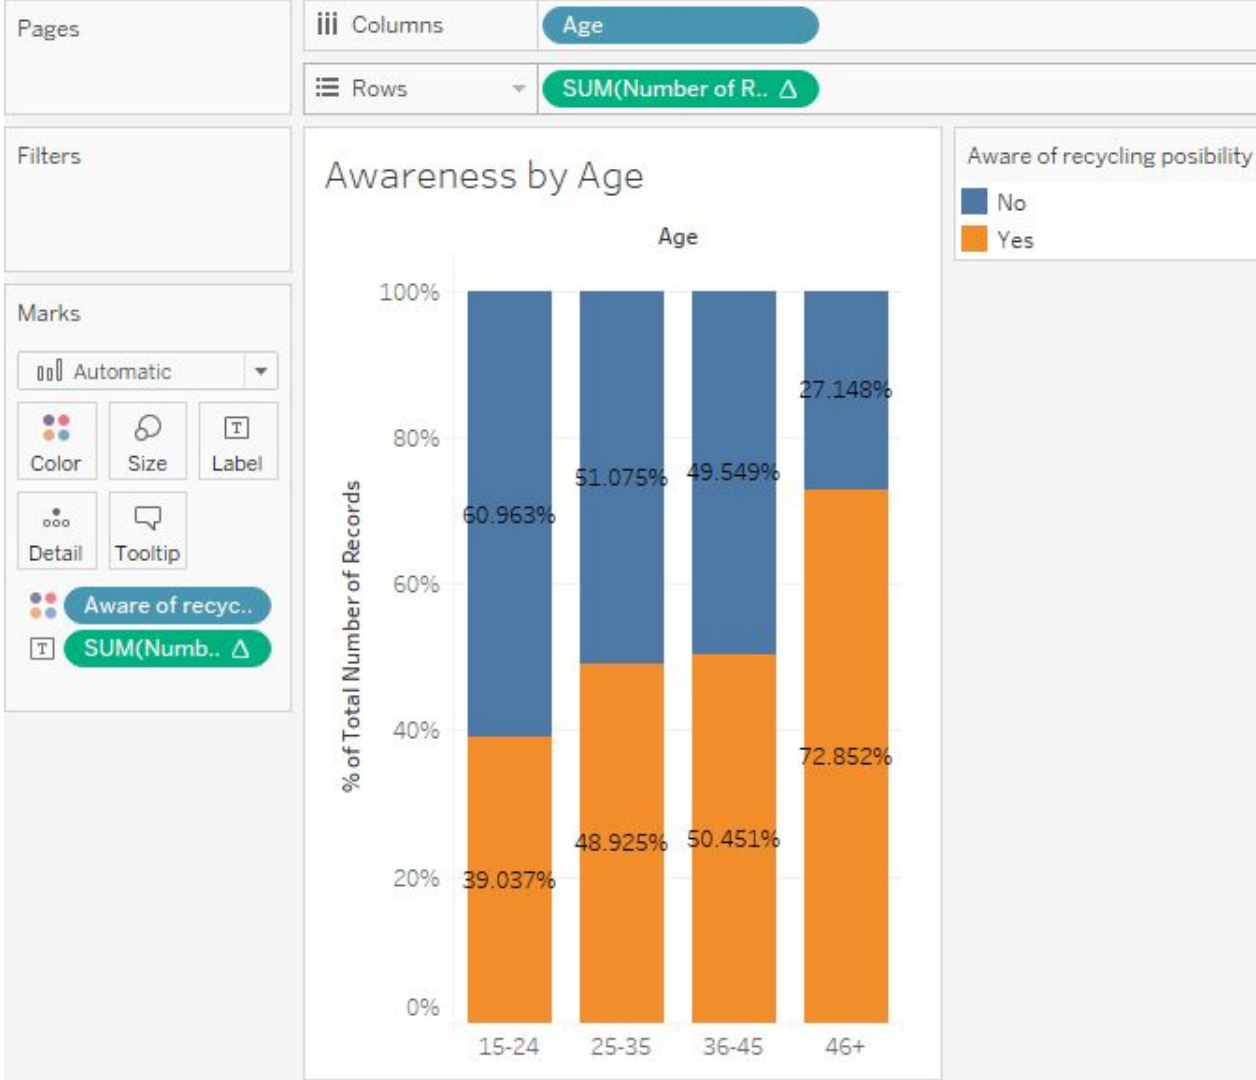 Pages
Columns
Age
Rows
SUM(Number of R.. Δ
Filters
Marks
Automatic
Color Size Label
Detail Tooltip
Aware of recyc..
SUM(Numb.. Δ
Awareness by Age
Age
% of Total Number of Records
100%
80%
60%
40%
20%
0%
60.963%
51.075%
49.549%
27.148%
39.037%
48.925%
50.451%
72.852%
15-24 25-35 36-45 46+
Aware of recycling posibility
No
Yes